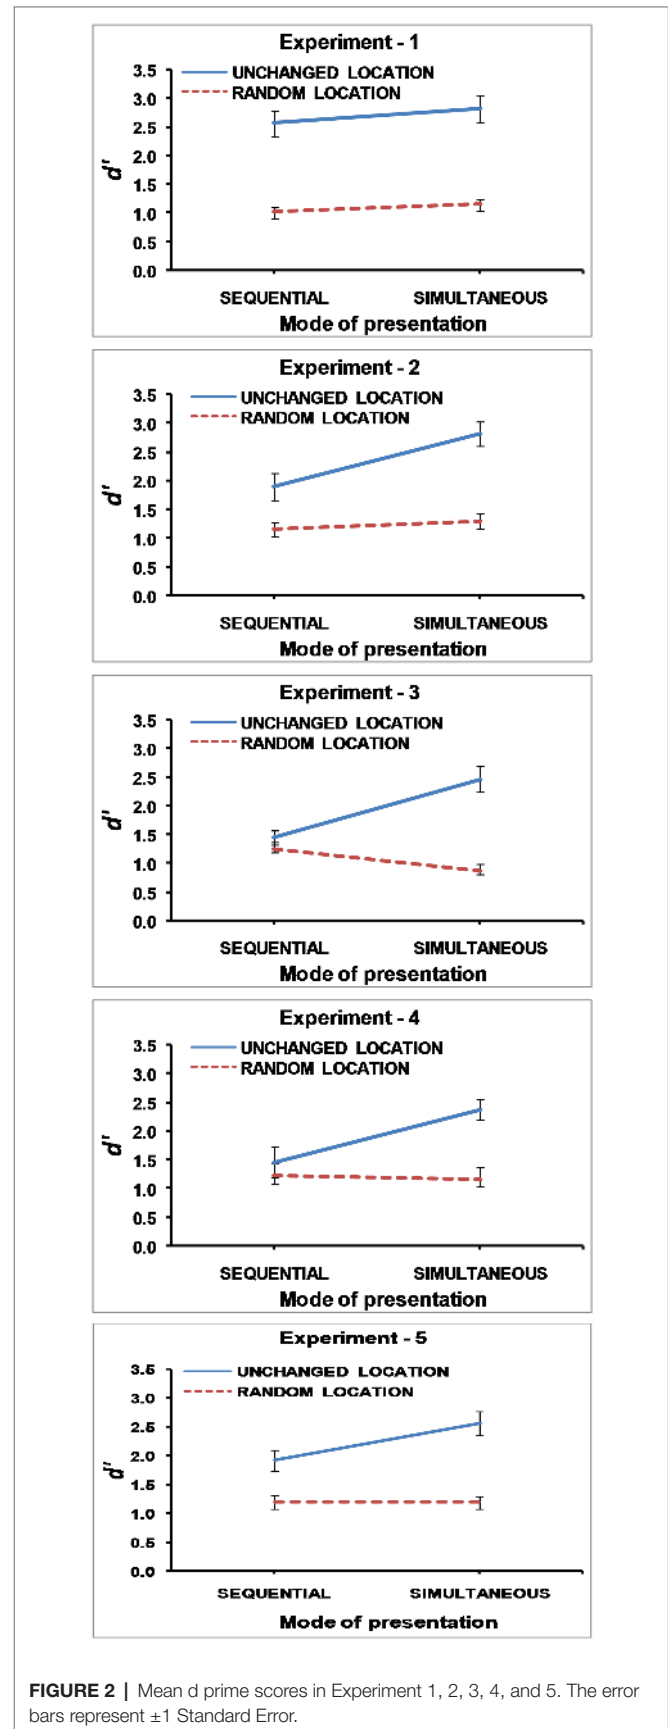 Experiment - 1
3.5
UNCHANGED LOCATION
3.0
RANDOM LOCATION
2.5
2.0
d'
1.5
1.0
0.5
0.0
SEQUENTIAL SIMULTANEOUS
Mode of presentation
Experiment - 2
3.5
UNCHANGED LOCATION
3.0
RANDOM LOCATION
2.5
2.0
d'
1.5
1.0
0.5
0.0
SEQUENTIAL SIMULTANEOUS
Mode of presentation
Experiment - 3
3.5
UNCHANGED LOCATION
3.0
RANDOM LOCATION
2.5
2.0
d'
1.5
1.0
0.5
0.0
SEQUENTIAL SIMULTANEOUS
Mode of presentation
Experiment - 4
3.5
UNCHANGED LOCATION
3.0
RANDOM LOCATION
2.5
2.0
d'
1.5
1.0
0.5
0.0
SEQUENTIAL SIMULTANEOUS
Mode of presentation
Experiment - 5
3.5
UNCHANGED LOCATION
3.0
RANDOM LOCATION
2.5
2.0
d'
1.5
1.0
0.5
0.0
SEQUENTIAL SIMULTANEOUS
Mode of presentation
FIGURE 2 | Mean d prime scores in Experiment 1, 2, 3, 4, and 5. The error
bars represent ±1 Standard Error.